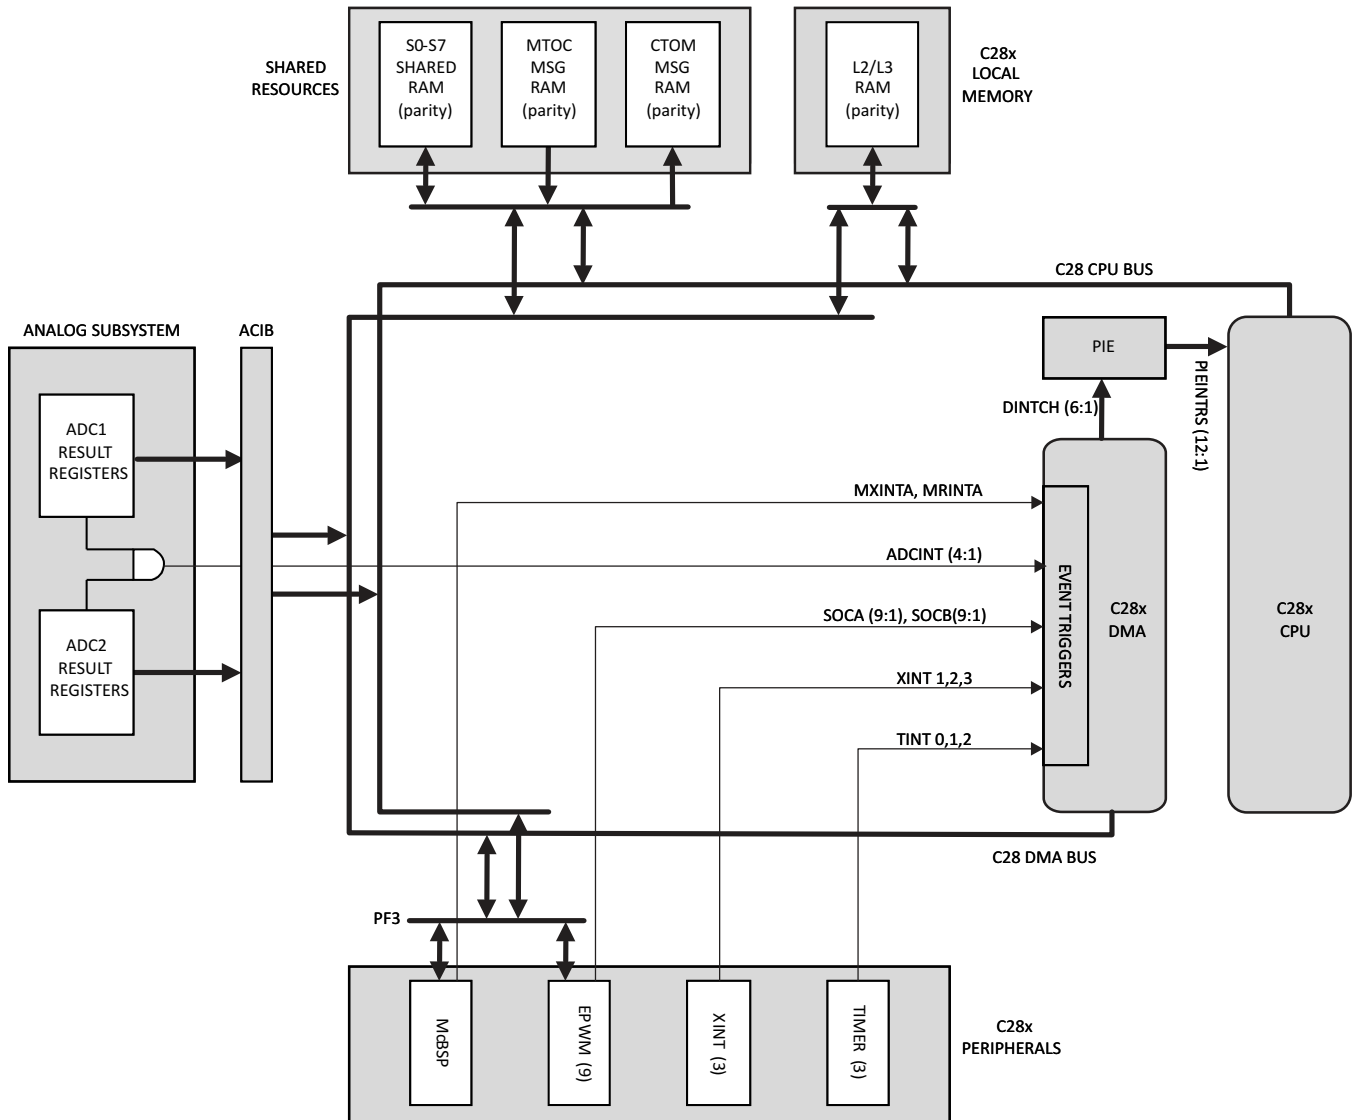 SHARED
RESOURCES
S0-S7
SHARED
RAM
(parity)
MTOC
MSG
RAM
(parity)
CTOM
MSG
RAM
(parity)
L2/L3
RAM
(parity)
C28x
LOCAL
MEMORY
C28 CPU BUS
ANALOG SUBSYSTEM
ACIB
PIE
PIEINTRS (12:1)
DINTCH (6:1)
ADC1
RESULT
REGISTERS
ADC2
RESULT
REGISTERS
MXINTA, MRINTA
ADCINT (4:1)
SOCA (9:1), SOCB(9:1)
XINT 1,2,3
TINT 0,1,2
EVENT TRIGGERS
C28x
DMA
C28x
CPU
C28 DMA BUS
PF3
McBSP
EPWM (9)
XINT (3)
TIMER (3)
C28x
PERIPHERALS